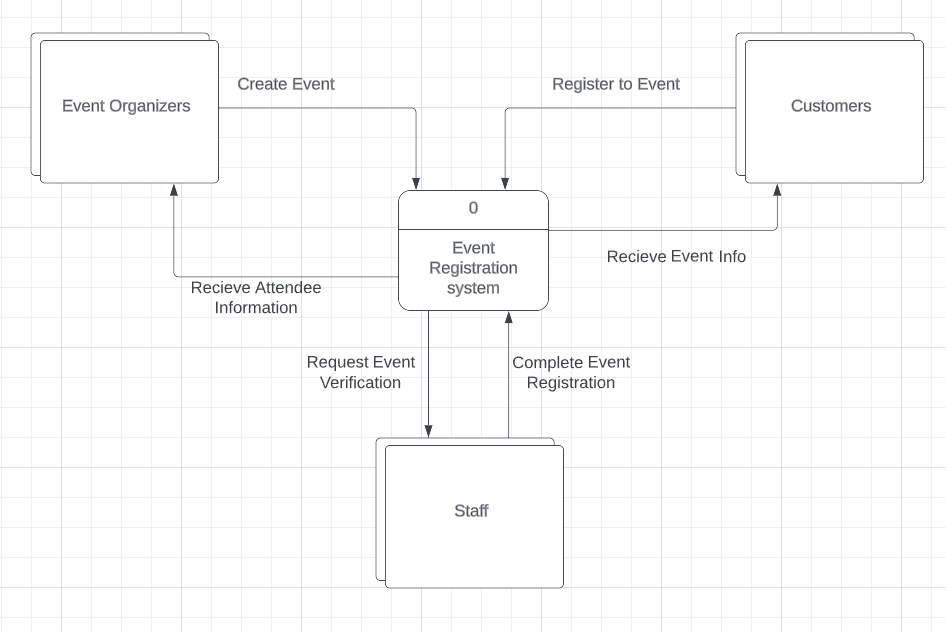 Create Event
Register to Event
Event Organizers
Customers
0
Event
Registration
system
Recieve Event Info
Recieve Attendee
Information
Request Event
Verification
Complete Event
Registration
Staff